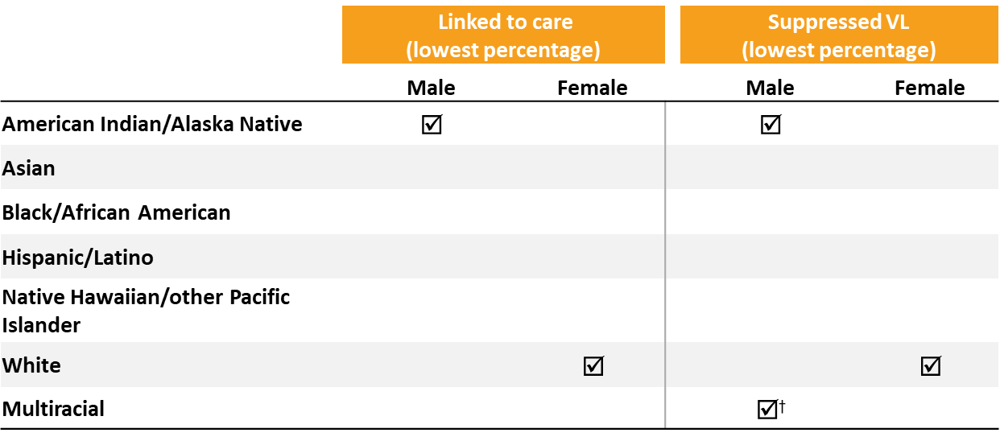 Linked to care
(lowest percentage)
Suppressed VL
(lowest percentage)
Male Female Male Female
American Indian/Alaska Native ☑ ☑
Asian
Black/African American
Hispanic/Latino
Native Hawaiian/other Pacific
Islander
White ☑ ☑
Multiracial ☑†